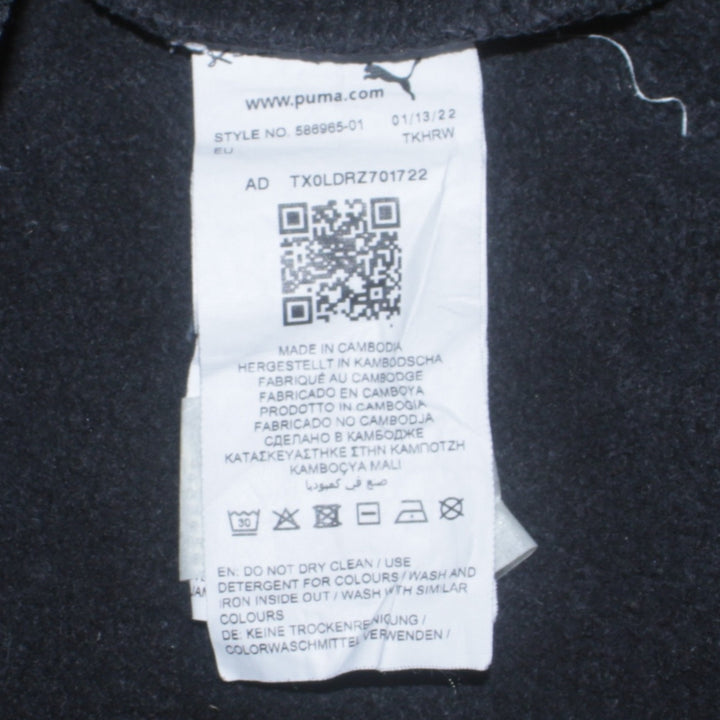 www.puma.com
STYLE NO. 586965-01 01/13/22
EU TKHRW
AD TX0LDRZ701722
MADE IN CAMBODIA
HERGESTELLT IN KAMBODSCHA
FABRIQUÉ AU CAMBODGE
FABRICADO EN CAMBOYA
PRODOTTO IN CAMBOGIA
FABRICADO NO CAMBODJA
СДЕЛАНО В КАМБОДЖЕ
ΚΑΤΑΣΚΕΥΑΣΤΗΚΕ ΣΤΗΝ ΚΑΜΠΟΤΖΗ
KAMBOÇYA MALI
صنع في كمبوديا
30
EN: DO NOT DRY CLEAN / USE
DETERGENT FOR COLOURS / WASH AND
IRON INSIDE OUT / WASH WITH SIMILAR
COLOURS
DE: KEINE TROCKENREINIGUNG /
COLORWASCHMITTEL VERWENDEN /